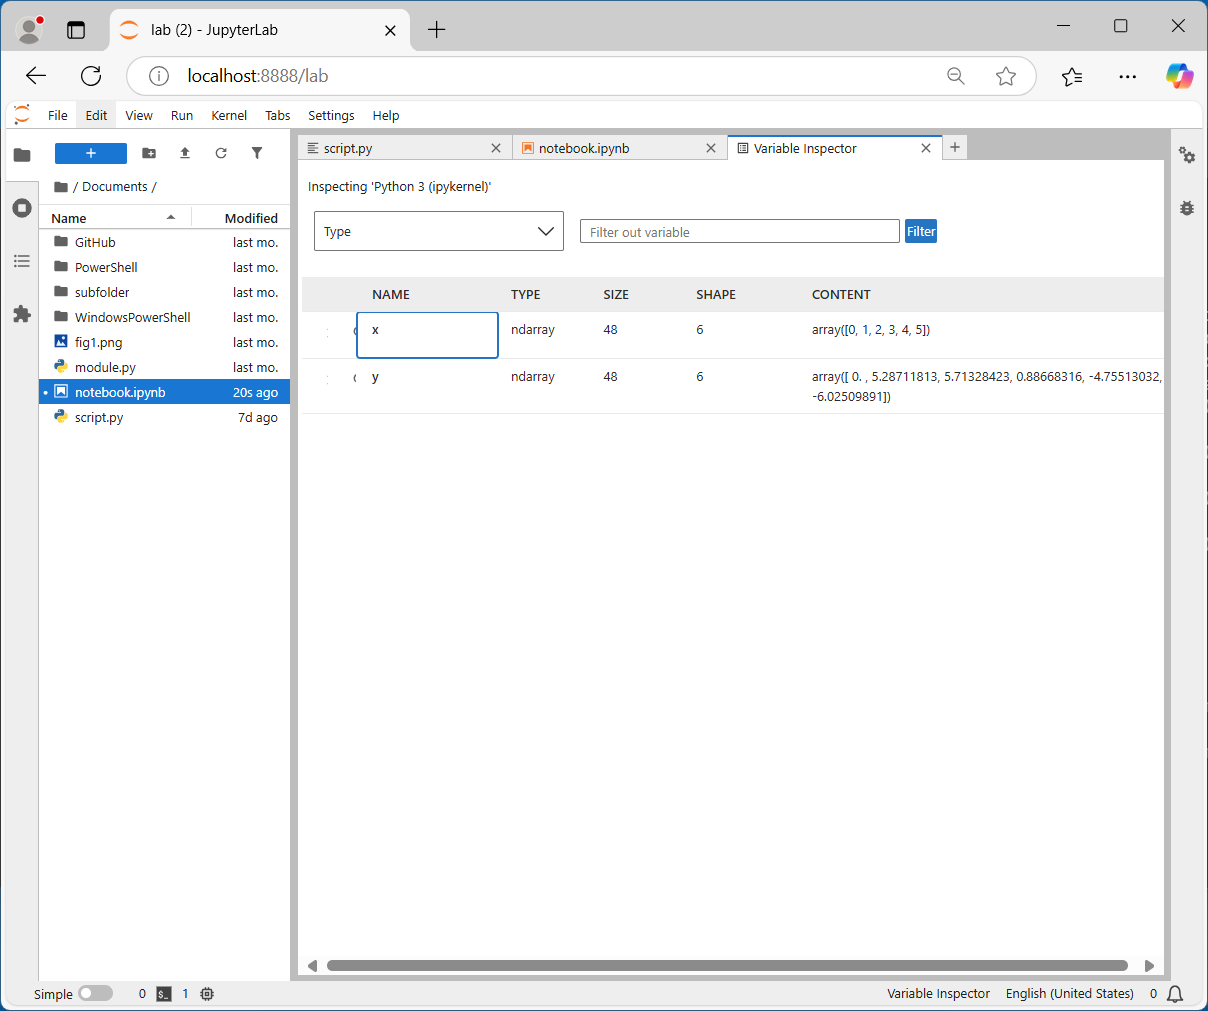 lab (2) - JupyterLab
localhost:8888/lab
File Edit View Run Kernel Tabs Settings Help
script.py
notebook.ipynb
Variable Inspector
/ Documents /
Name Modified
GitHub last mo.
PowerShell last mo.
subfolder last mo.
WindowsPowerShell last mo.
fig1.png last mo.
module.py last mo.
notebook.ipynb 20s ago
script.py 7d ago
Inspecting 'Python 3 (ipykernel)'
Type Filter out variable Filter
NAME TYPE SIZE SHAPE CONTENT
x ndarray 48 6 array([0, 1, 2, 3, 4, 5])
y ndarray 48 6 array([ 0. , 5.28711813, 5.71328423, 0.88668316, -4.75513032,
-6.02509891])
Simple 0 $_ 1 Variable Inspector English (United States) 0